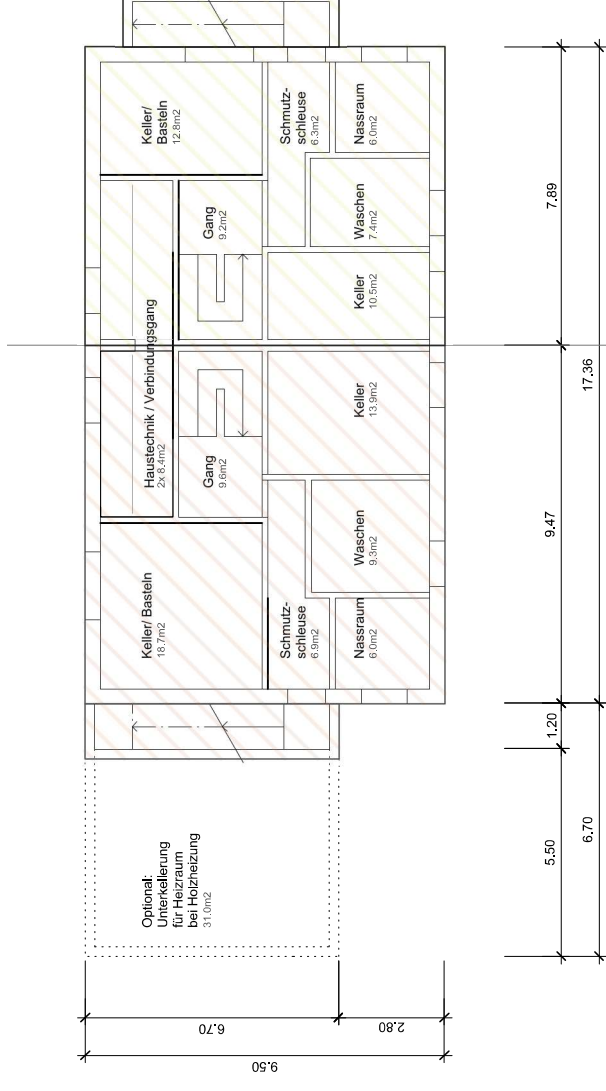 Keller/
Basteln
12.8m2
Schmutz-
schleuse
6.3m2
Nassraum
6.0m2
Gang
9.2m2
Waschen
7.4m2
Keller
10.5m2
Haustechnik / Verbindungsgang
2x 8.4m2
Gang
9.6m2
Keller
13.9m2
Waschen
9.3m2
Keller/ Basteln
18.7m2
Schmutz-
schleuse
6.9m2
Nassraum
6.0m2
Optional:
Unterkellerung
für Heizraum
bei Holzheizung
31.0m2
7.89
17.36
9.47
1.20
5.50
6.70
6.70
2.80
9.50